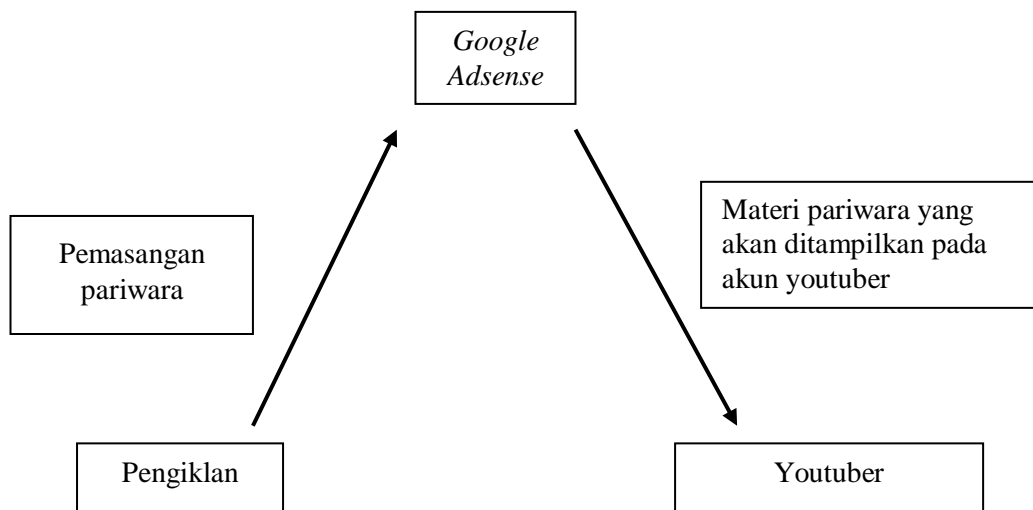 Google
Adsense
Materi pariwara yang
akan ditampilkan pada
akun youtuber
Pemasangan
pariwara
Pengiklan
Youtuber